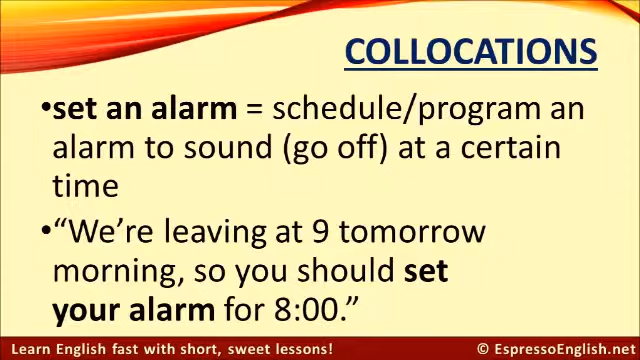 COLLOCATIONS
•set an alarm = schedule/program an
alarm to sound (go off) at a certain
time
•“We’re leaving at 9 tomorrow
morning, so you should set
your alarm for 8:00.”
Learn English fast with short, sweet lessons! © EspressoEnglish.net